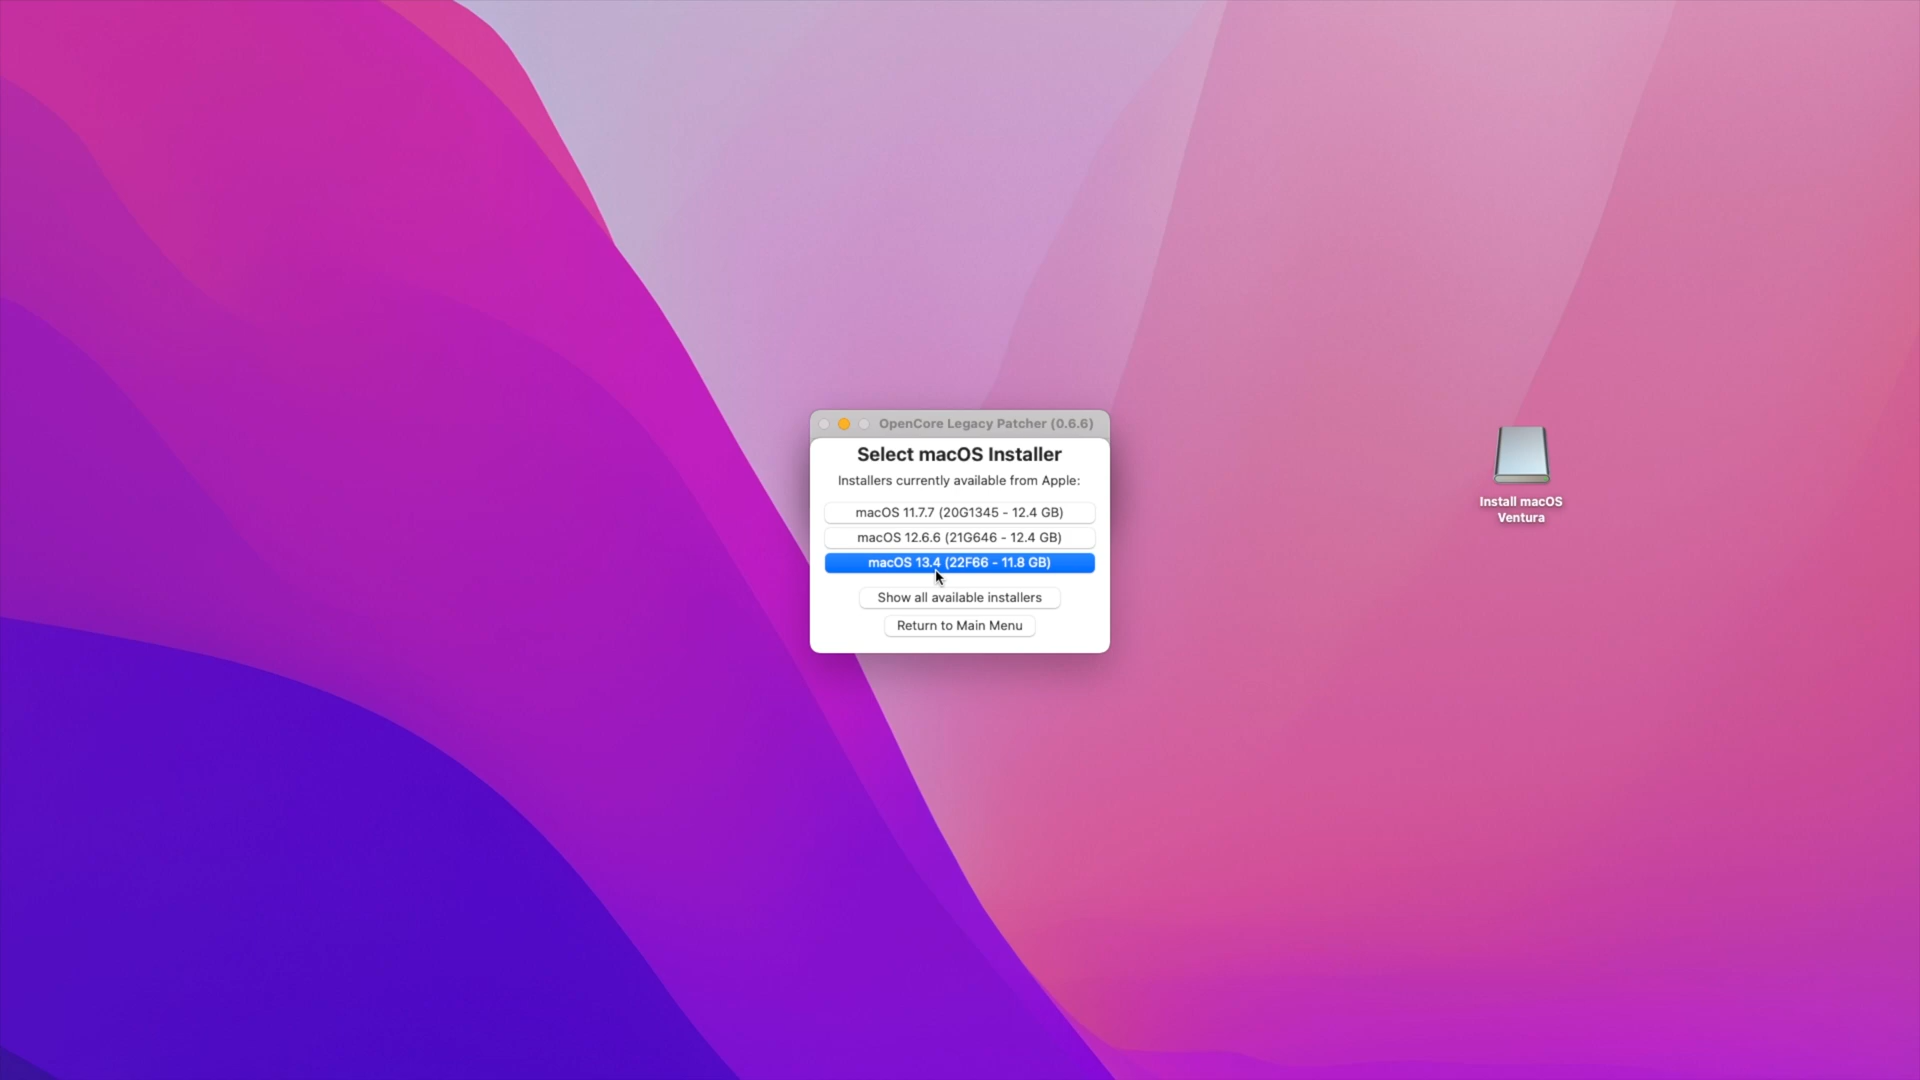 OpenCore Legacy Patcher (0.6.6)
Select macOS Installer
Installers currently available from Apple:
macOS 11.7.7 (20G1345 - 12.4 GB)
macOS 12.6.6 (21G646 - 12.4 GB)
macOS 13.4 (22F66 - 11.8 GB)
Show all available installers
Return to Main Menu
Install macOS
Ventura